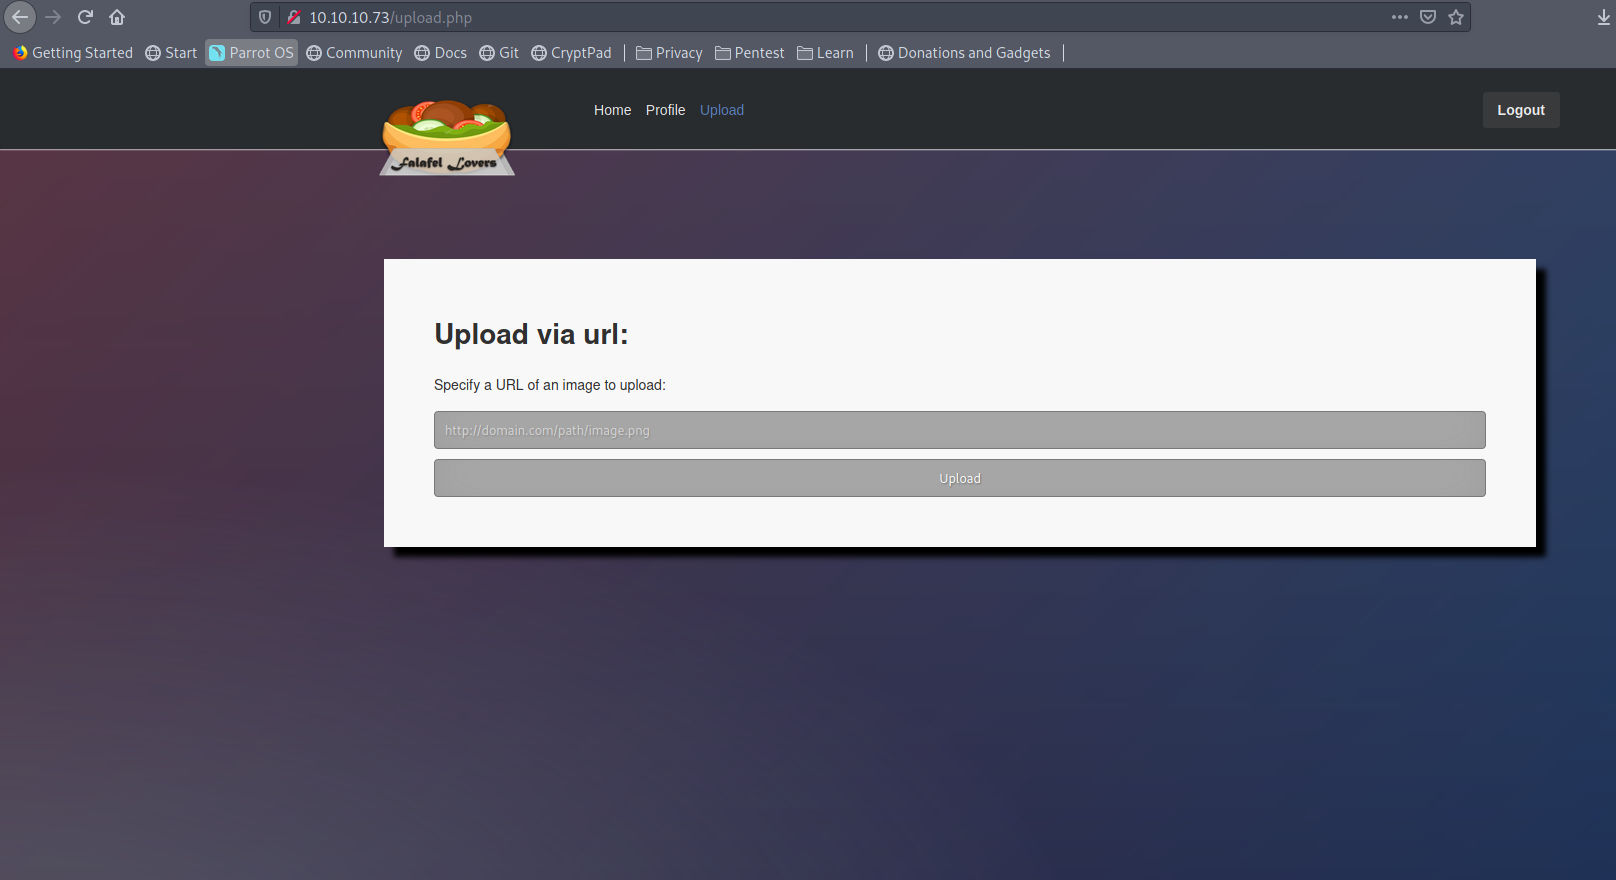 10.10.10.73/upload.php
Getting Started Start Parrot OS Community Docs Git CryptPad Privacy Pentest Learn Donations and Gadgets
Home Profile Upload Logout
Falafel Lovers
Upload via url:
Specify a URL of an image to upload:
http://domain.com/path/image.png
Upload